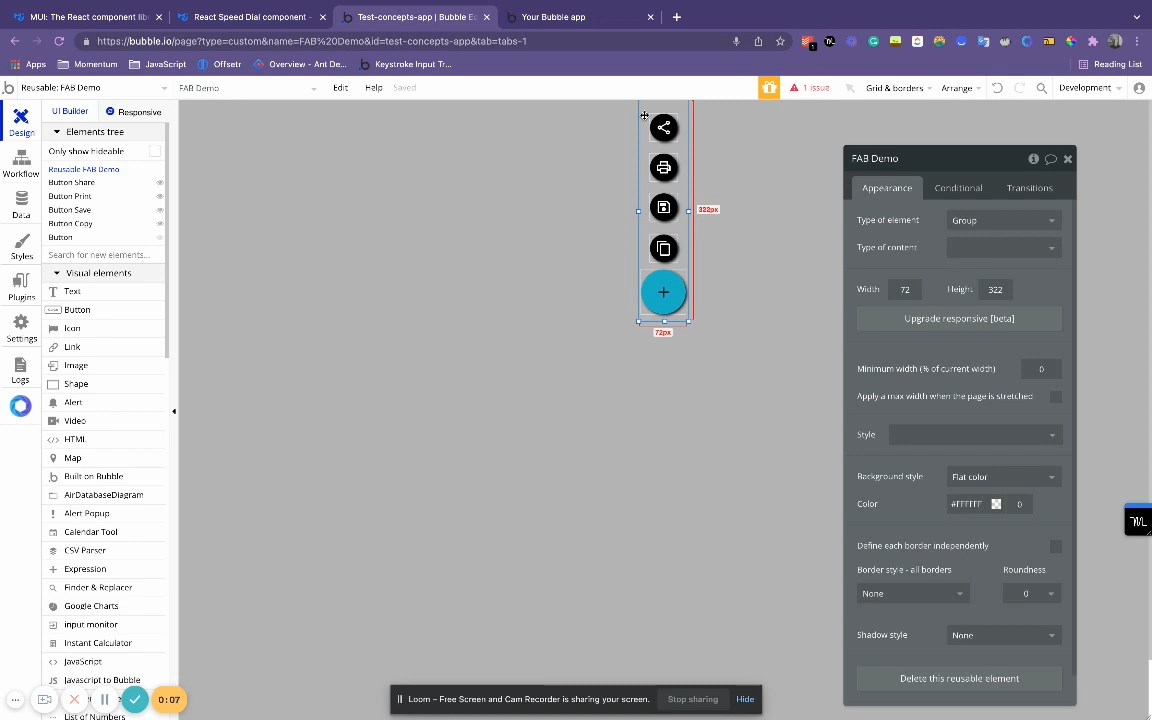 MUI: The React component lib
React Speed Dial component -
Test-concepts-app | Bubble Ed
Your Bubble app
https://bubble.io/page?type=custom&name=FAB%20Demo&id=test-concepts-app&tab=tabs-1
Apps
Momentum
JavaScript
Offsetr
Overview - Ant De...
Keystroke Input Tr...
Reading List
Reusable: FAB Demo
FAB Demo
Edit
Help
Saved
1 issue
Grid & borders
Arrange
Development
Design
Workflow
Data
Styles
Plugins
Settings
Logs
UI Builder
Responsive
Elements tree
Only show hideable
Reusable FAB Demo
Button Share
Button Print
Button Save
Button Copy
Button
Search for new elements...
Visual elements
Text
Button
Icon
Link
Image
Shape
Alert
Video
HTML
Map
Built on Bubble
AirDatabaseDiagram
Alert Popup
Calendar Tool
CSV Parser
Expression
Finder & Replacer
Google Charts
input monitor
Instant Calculator
JavaScript
Javascript to Bubble
List of Numbers
322px
72px
FAB Demo
Appearance
Conditional
Transitions
Type of element
Group
Type of content
Width
72
Height
322
Upgrade responsive [beta]
Minimum width (% of current width)
0
Apply a max width when the page is stretched
Style
Background style
Flat color
Color
#FFFFFF
0
Define each border independently
Border style - all borders
Roundness
None
0
Shadow style
None
Delete this reusable element
0:07
Loom – Free Screen and Cam Recorder is sharing your screen.
Stop sharing
Hide